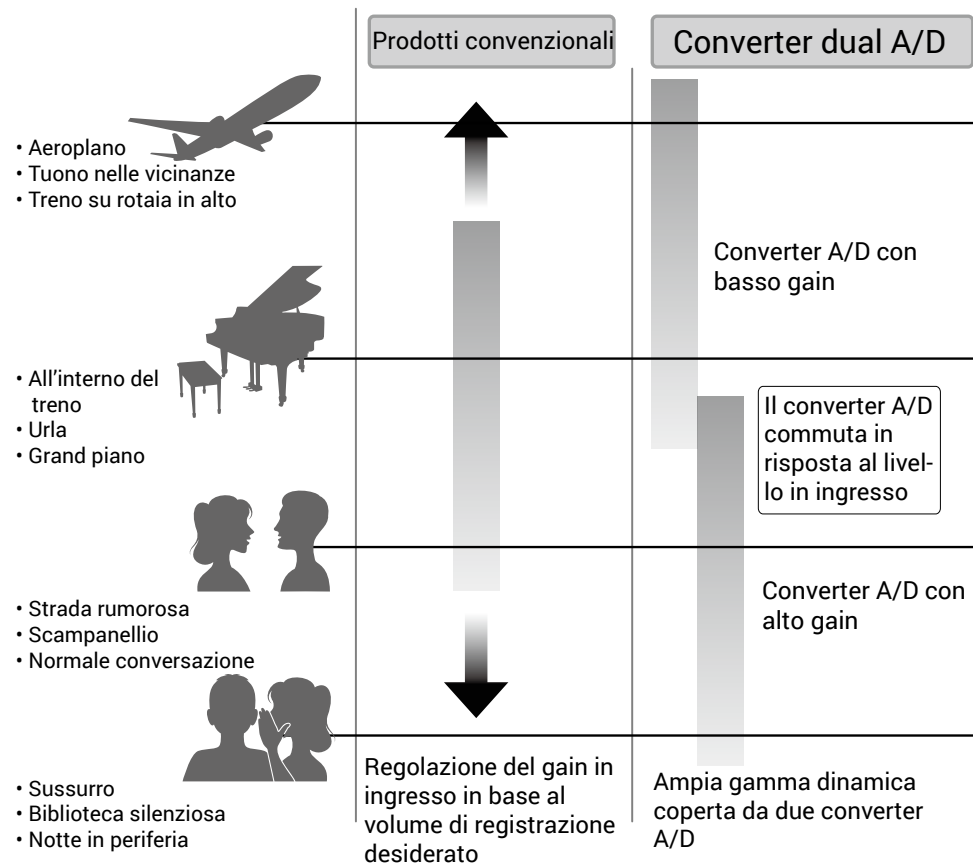 Prodotti convenzionali
Converter dual A/D
• Aeroplano
• Tuono nelle vicinanze
• Treno su rotaia in alto
Converter A/D con
basso gain
• All’interno del
treno
• Urla
• Grand piano
Il converter A/D
commuta in
risposta al livel-
lo in ingresso
• Strada rumorosa
• Scampanellio
• Normale conversazione
Converter A/D con
alto gain
• Sussurro
• Biblioteca silenziosa
• Notte in periferia
Regolazione del gain in
ingresso in base al
volume di registrazione
desiderato
Ampia gamma dinamica
coperta da due converter
A/D